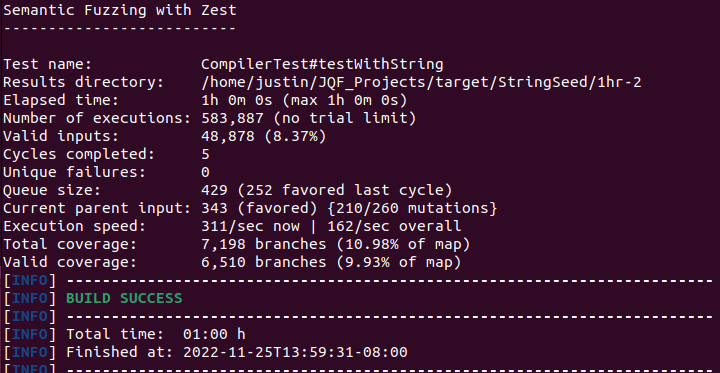 Semantic Fuzzing with Zest
--------------------------
Test name:            CompilerTest#testWithString
Results directory:    /home/justin/JQF_Projects/target/StringSeed/1hr-2
Elapsed time:         1h 0m 0s (max 1h 0m 0s)
Number of executions: 583,887 (no trial limit)
Valid inputs:         48,878 (8.37%)
Cycles completed:     5
Unique failures:      0
Queue size:           429 (252 favored last cycle)
Current parent input: 343 (favored) {210/260 mutations}
Execution speed:      311/sec now | 162/sec overall
Total coverage:       7,198 branches (10.98% of map)
Valid coverage:       6,510 branches (9.93% of map)
[INFO] ------------------------------------------------------------------------
[INFO] BUILD SUCCESS
[INFO] ------------------------------------------------------------------------
[INFO] Total time:  01:00 h
[INFO] Finished at: 2022-11-25T13:59:31-08:00
[INFO] ------------------------------------------------------------------------